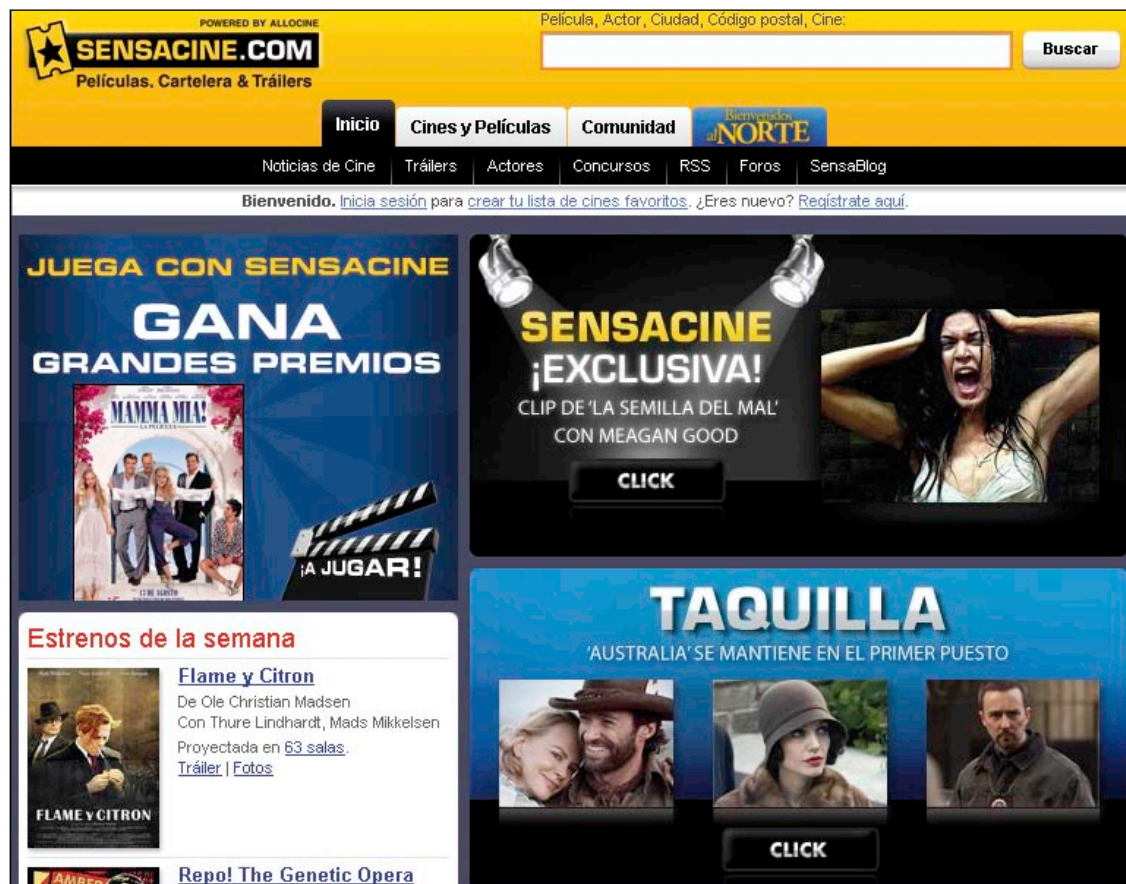 POWERED BY ALLOCINE
SENSACINE.COM
Películas, Cartelera & Tráilers
Película, Actor, Ciudad, Código postal, Cine:
Buscar
Inicio
Cines y Películas
Comunidad
Bienvenidos
al NORTE
Noticias de Cine
Tráilers
Actores
Concursos
RSS
Foros
SensaBlog
Bienvenido. Inicia sesión para crear tu lista de cines favoritos. ¿Eres nuevo? Regístrate aquí.
JUEGA CON SENSACINE
GANA
GRANDES PREMIOS
MAMMA MIA!
LA PELÍCULA
13 DE AGOSTO
¡A JUGAR!
SENSACINE
¡EXCLUSIVA!
CLIP DE 'LA SEMILLA DEL MAL'
CON MEAGAN GOOD
CLICK
Estrenos de la semana
FLAME Y CITRON
Flame y Citron
De Ole Christian Madsen
Con Thure Lindhardt, Mads Mikkelsen
Proyectada en 63 salas.
Tráiler | Fotos
Repo! The Genetic Opera
TAQUILLA
'AUSTRALIA' SE MANTIENE EN EL PRIMER PUESTO
CLICK